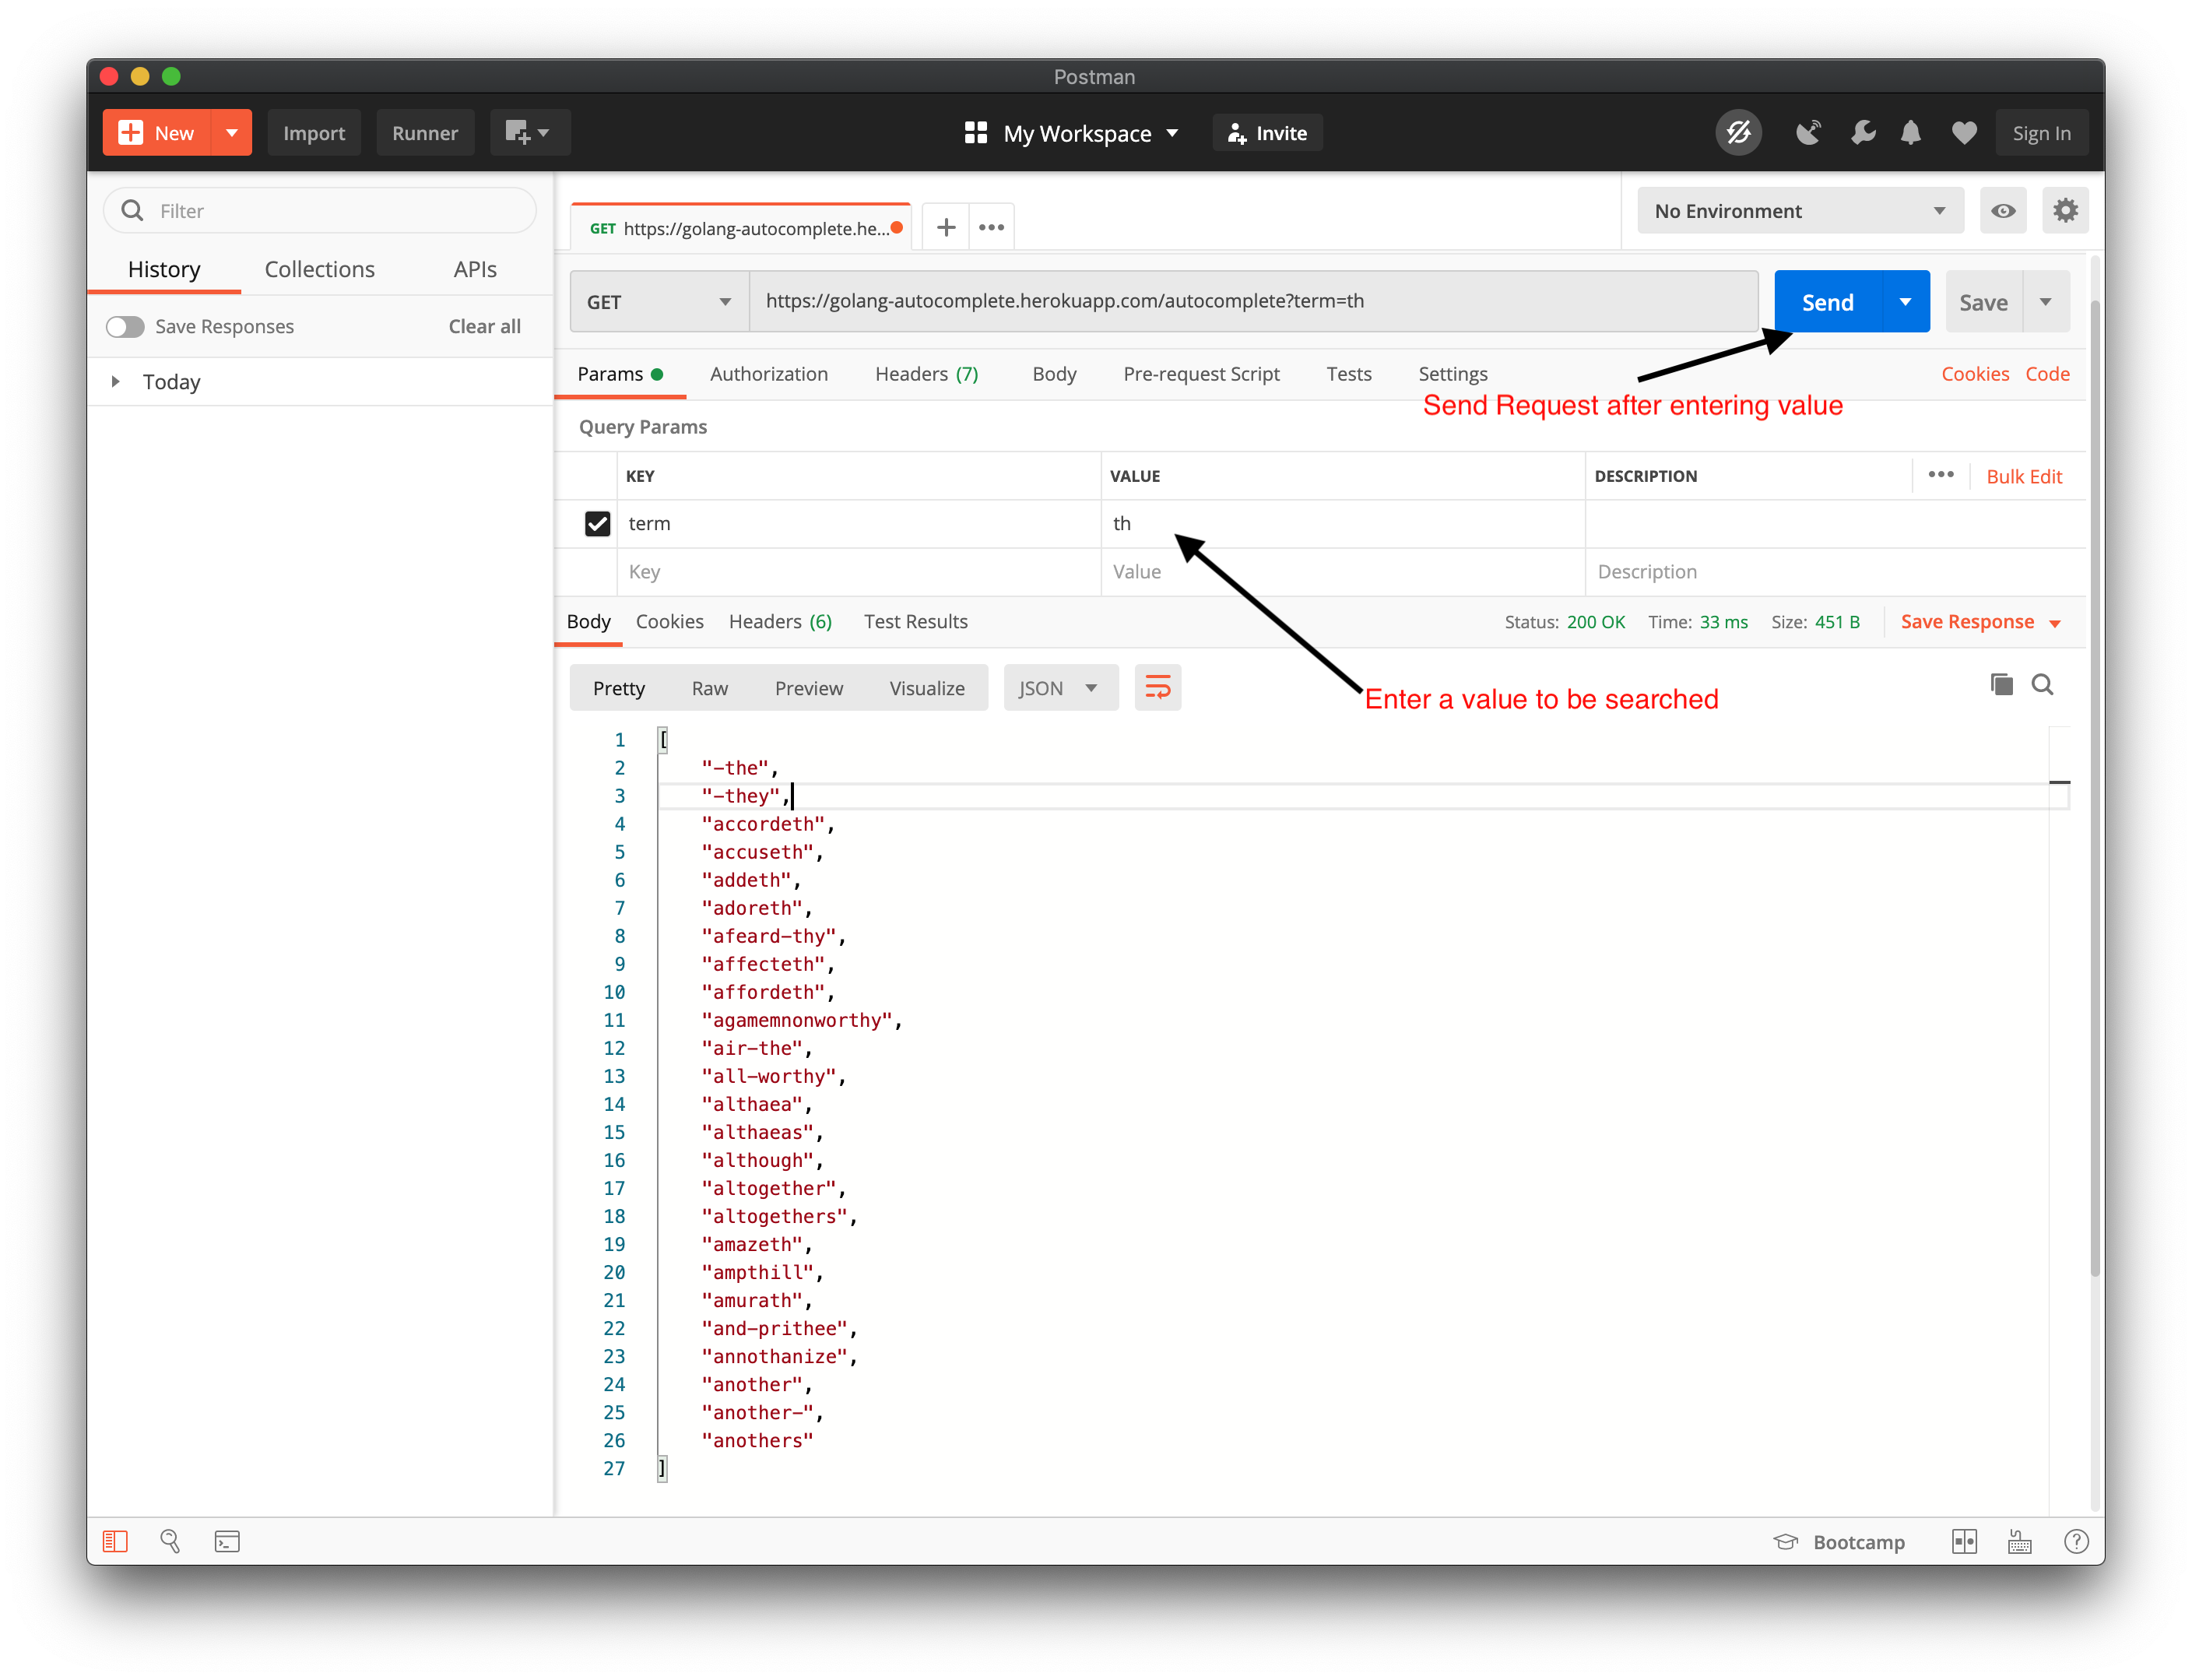 Postman
New
Import
Runner
My Workspace
Invite
Sign In
Filter
History
Collections
APIs
Save Responses
Clear all
Today
GET https://golang-autocomplete.he...
No Environment
GET
https://golang-autocomplete.herokuapp.com/autocomplete?term=th
Send
Save
Params
Authorization
Headers (7)
Body
Pre-request Script
Tests
Settings
Cookies
Code
Send Request after entering value
Query Params
KEY
VALUE
DESCRIPTION
Bulk Edit
term
th
Key
Value
Description
Body
Cookies
Headers (6)
Test Results
Status: 200 OK
Time: 33 ms
Size: 451 B
Save Response
Pretty
Raw
Preview
Visualize
JSON
Enter a value to be searched
1 [
2 "-the",
3 "-they",
4 "accordeth",
5 "accuseth",
6 "addeth",
7 "adoreth",
8 "afeard-thy",
9 "affecteth",
10 "affordeth",
11 "agamemnonworthy",
12 "air-the",
13 "all-worthy",
14 "althaea",
15 "althaeas",
16 "although",
17 "altogether",
18 "altogethers",
19 "amazeth",
20 "ampthill",
21 "amurath",
22 "and-prithee",
23 "annothanize",
24 "another",
25 "another-",
26 "anothers"
27 ]
Bootcamp